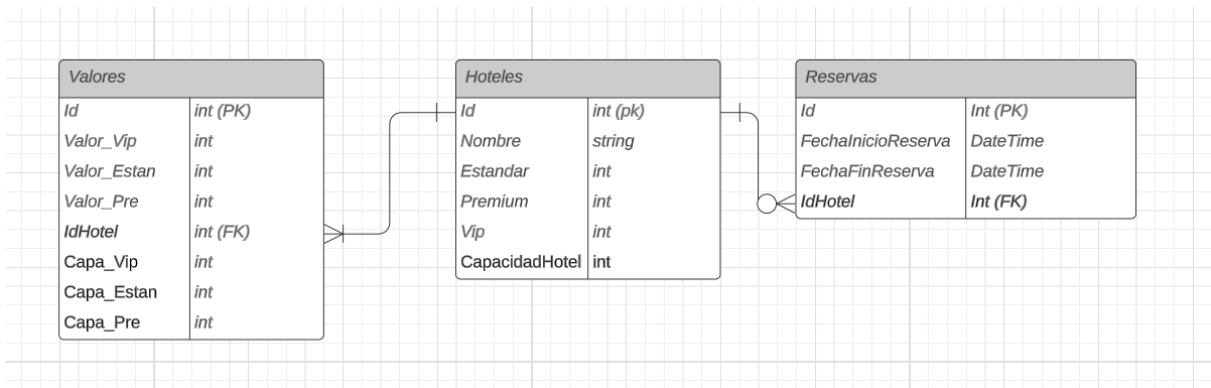 Valores
Id int (PK)
Valor_Vip int
Valor_Estan int
Valor_Pre int
IdHotel int (FK)
Capa_Vip int
Capa_Estan int
Capa_Pre int
Hoteles
Id int (pk)
Nombre string
Estandar int
Premium int
Vip int
CapacidadHotel int
Reservas
Id Int (PK)
FechaInicioReserva DateTime
FechaFinReserva DateTime
IdHotel Int (FK)